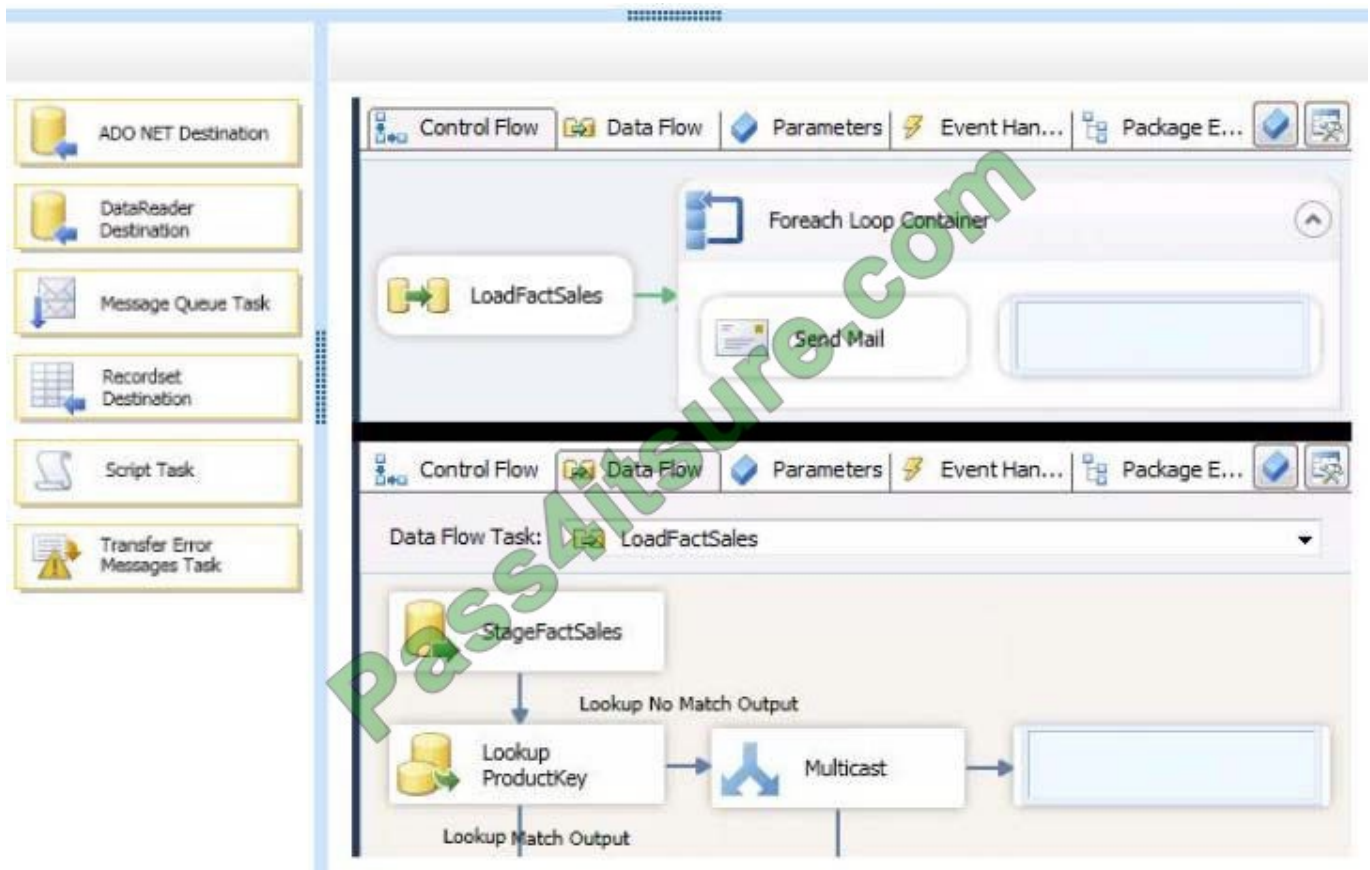 ADO NET Destination
DataReader
Destination
Message Queue Task
Recordset
Destination
Script Task
Transfer Error
Messages Task
Control Flow
Data Flow
Parameters
Event Han...
Package E...
Foreach Loop Container
LoadFactSales
Send Mail
Control Flow
Data Flow
Parameters
Event Han...
Package E...
Data Flow Task:
LoadFactSales
StageFactSales
Lookup No Match Output
Lookup
ProductKey
Multicast
Lookup Match Output
Pass4itsure.com